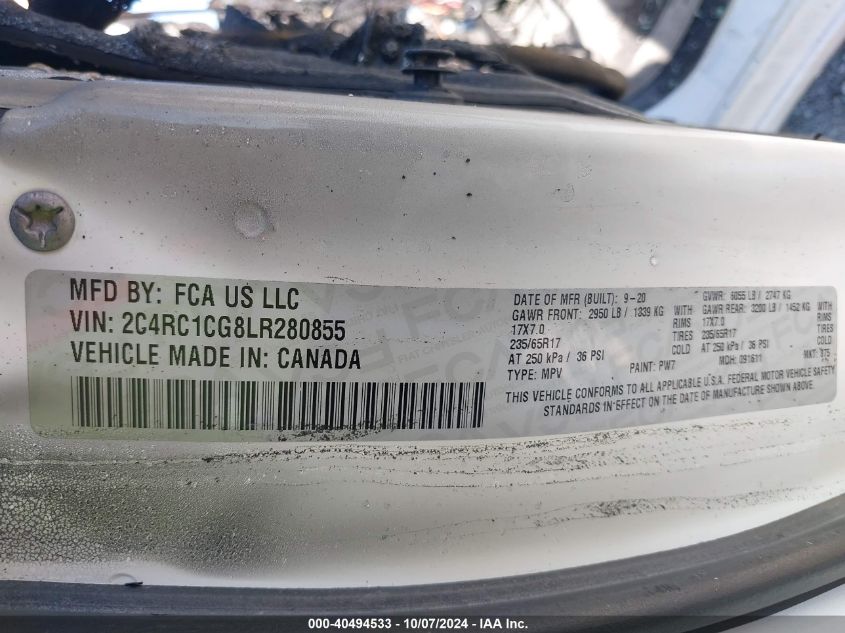 MFD BY: FCA US LLC
VIN: 2C4RC1CG8LR280855
VEHICLE MADE IN: CANADA
DATE OF MFR (BUILT): 9-20 GVWR: 6055 LB / 2747 KG
GAWR FRONT: 2950 LB / 1339 KG WITH GAWR REAR: 3200 LB / 1452 KG WITH
17X7.0 RIMS 17X7.0 RIMS
235/65R17 TIRES 235/65R17 TIRES
AT 250 kPa / 36 PSI COLD AT 250 kPa / 36 PSI COLD
TYPE: MPV PAINT: PW7 MDH: 091611 MKT:
THIS VEHICLE CONFORMS TO ALL APPLICABLE U.S.A. FEDERAL MOTOR VEHICLE SAFETY
STANDARDS IN EFFECT ON THE DATE OF MANUFACTURE SHOWN ABOVE.
000-40494533 - 10/07/2024 - IAA Inc.